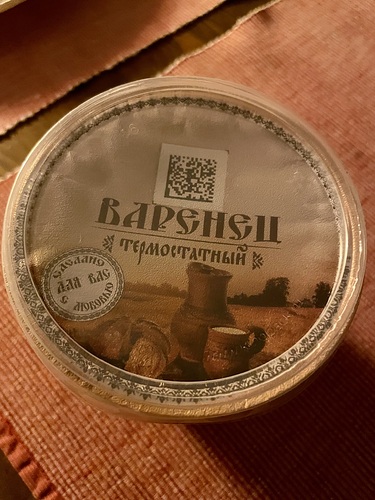 ВАРЕНЕЦ
ТЕРМОСТАТНЫЙ
СДЕЛАНО
ДЛЯ ВАС
С ЛЮБОВЬЮ